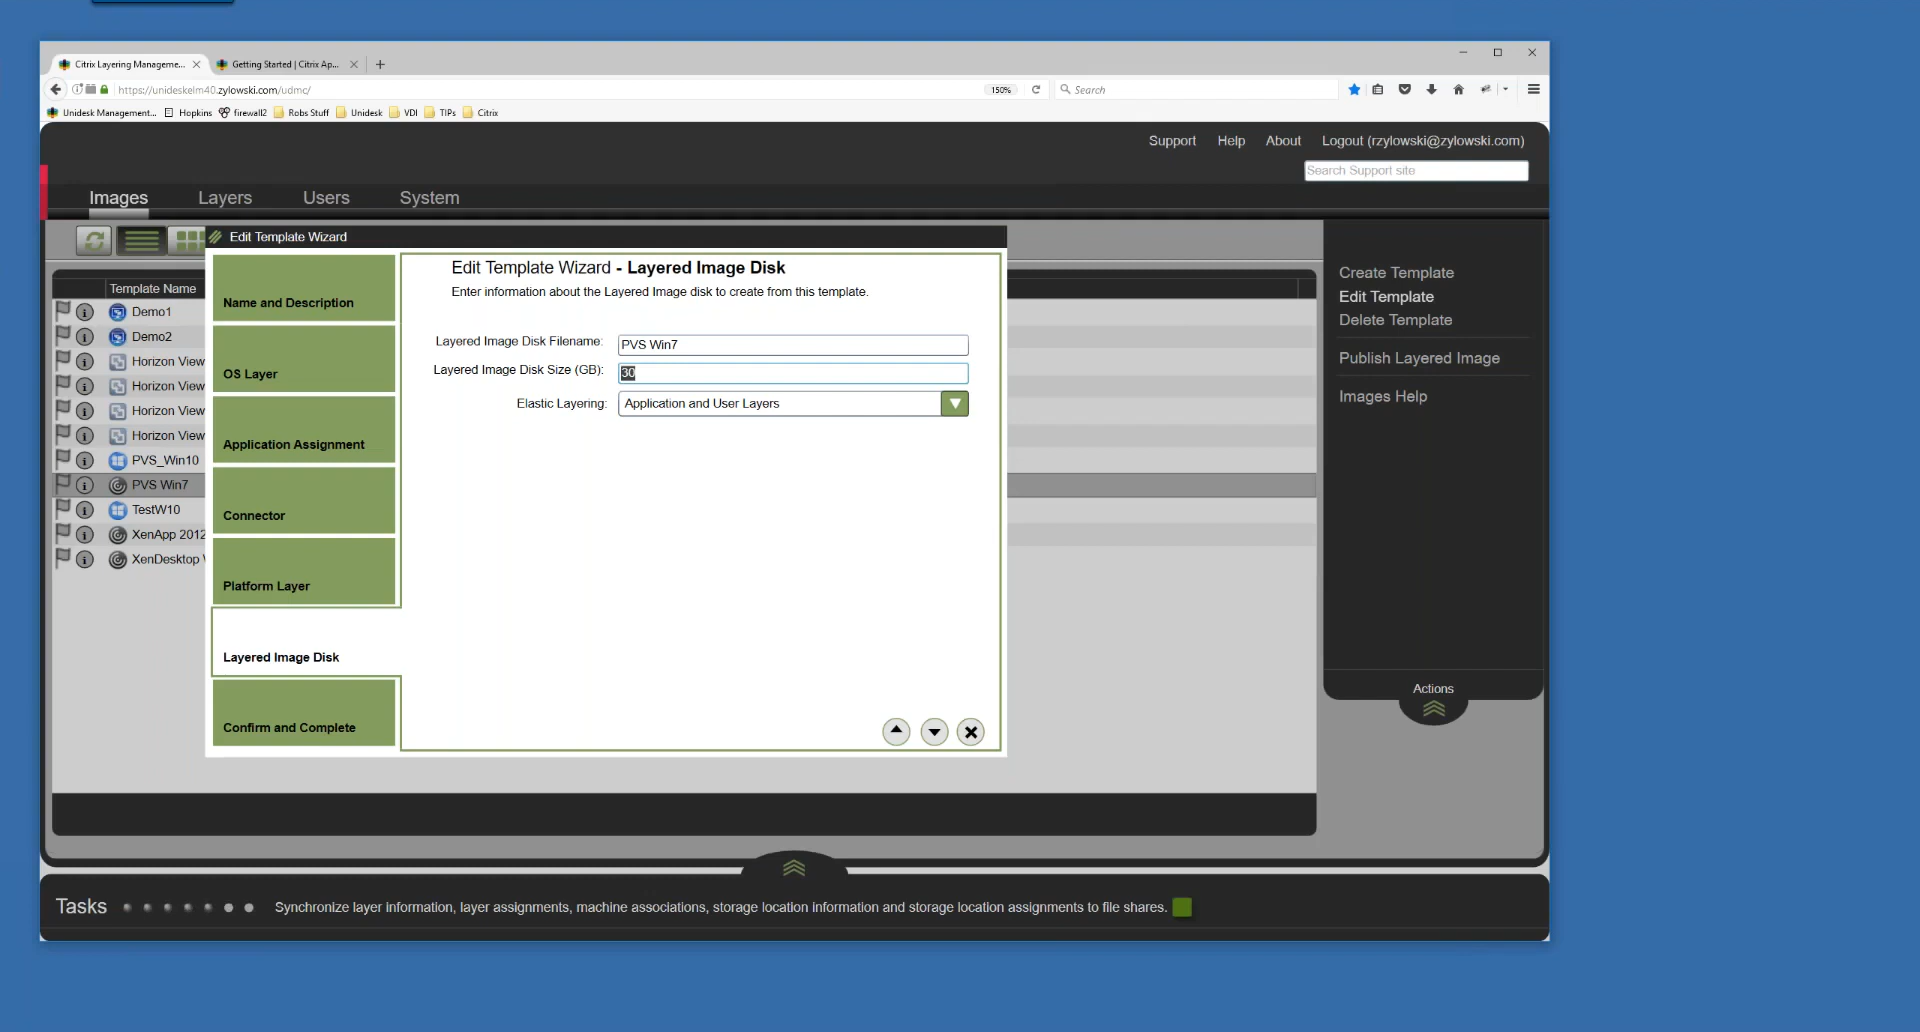 Citrix Layering Manageme...
Getting Started | Citrix Ap...
https://unideskelm40.zylowski.com/udmc/
150%
Search
Unidesk Management...
Hopkins
firewall2
Robs Stuff
Unidesk
VDI
TIPs
Citrix
Support
Help
About
Logout (rzylowski@zylowski.com)
Search Support site
Images
Layers
Users
System
Edit Template Wizard
Template Name
Demo1
Demo2
Horizon View
Horizon View
Horizon View
Horizon View
PVS_Win10
PVS Win7
TestW10
XenApp 2012
XenDesktop
Name and Description
OS Layer
Application Assignment
Connector
Platform Layer
Layered Image Disk
Confirm and Complete
Edit Template Wizard - Layered Image Disk
Enter information about the Layered Image disk to create from this template.
Layered Image Disk Filename: PVS Win7
Layered Image Disk Size (GB): 30
Elastic Layering: Application and User Layers
Create Template
Edit Template
Delete Template
Publish Layered Image
Images Help
Actions
Tasks
Synchronize layer information, layer assignments, machine associations, storage location information and storage location assignments to file shares.